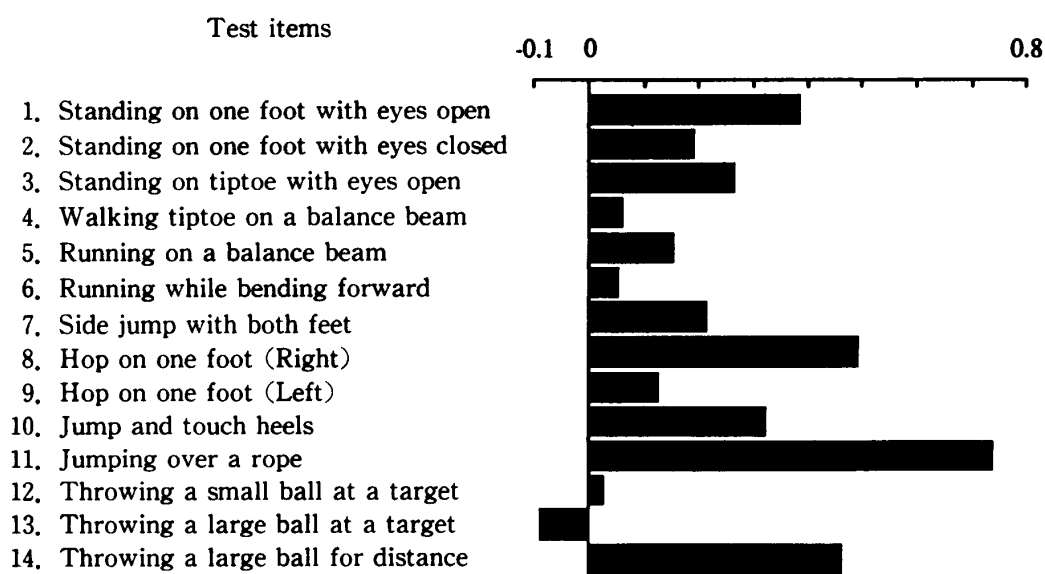 Test items
-0.1 0 0.8
1. Standing on one foot with eyes open
2. Standing on one foot with eyes closed
3. Standing on tiptoe with eyes open
4. Walking tiptoe on a balance beam
5. Running on a balance beam
6. Running while bending forward
7. Side jump with both feet
8. Hop on one foot (Right)
9. Hop on one foot (Left)
10. Jump and touch heels
11. Jumping over a rope
12. Throwing a small ball at a target
13. Throwing a large ball at a target
14. Throwing a large ball for distance